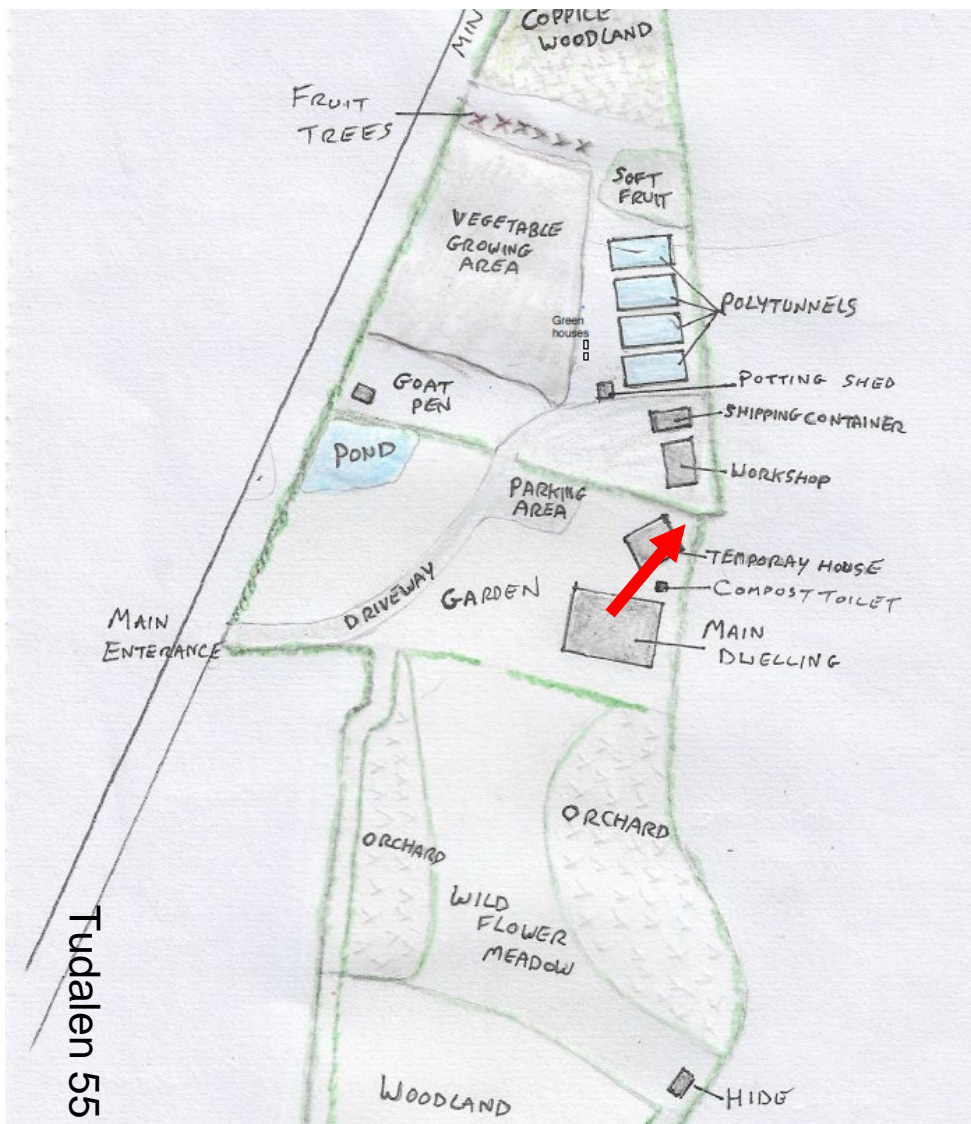 COPPICE
WOODLAND
MIN
FRUIT
TREES
SOFT
FRUIT
VEGETABLE
GROWING
AREA
POLYTUNNELS
Green
houses
GOAT
PEN
POTTING SHED
SHIPPING CONTAINER
POND
WORKSHOP
PARKING
AREA
TEMPORAY HOUSE
COMPOST TOILET
GARDEN
DRIVEWAY
MAIN
ENTERANCE
MAIN
DWELLING
ORCHARD
ORCHARD
WILD
FLOWER
MEADOW
Tudalen 55
WOODLAND
HIDE